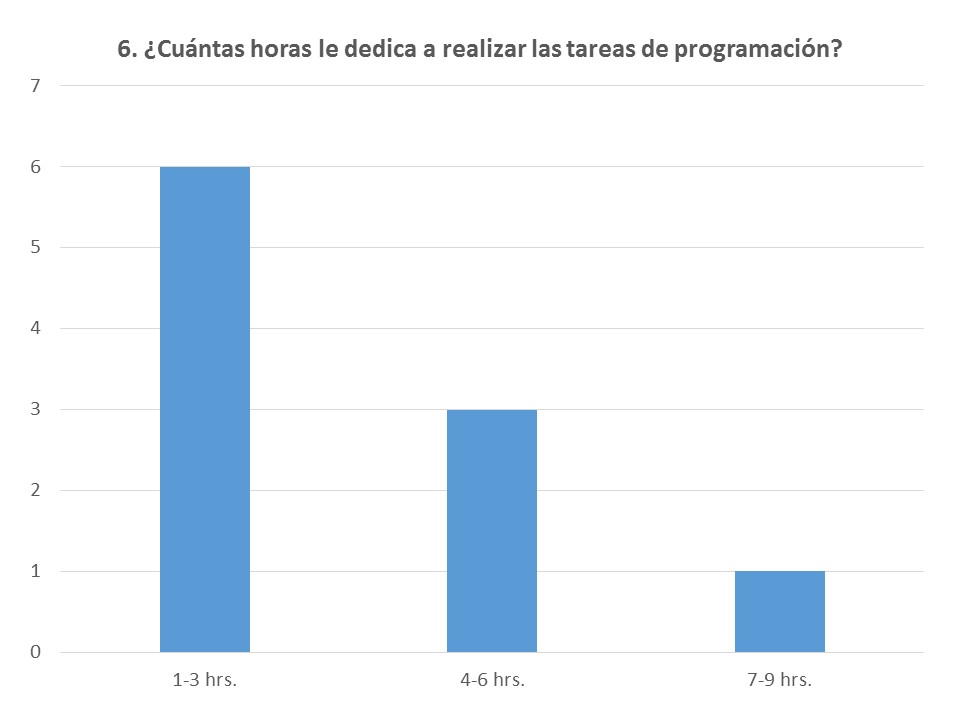 6. ¿Cuántas horas le dedica a realizar las tareas de programación?
7
6
5
4
3
2
1
0
1-3 hrs.
4-6 hrs.
7-9 hrs.